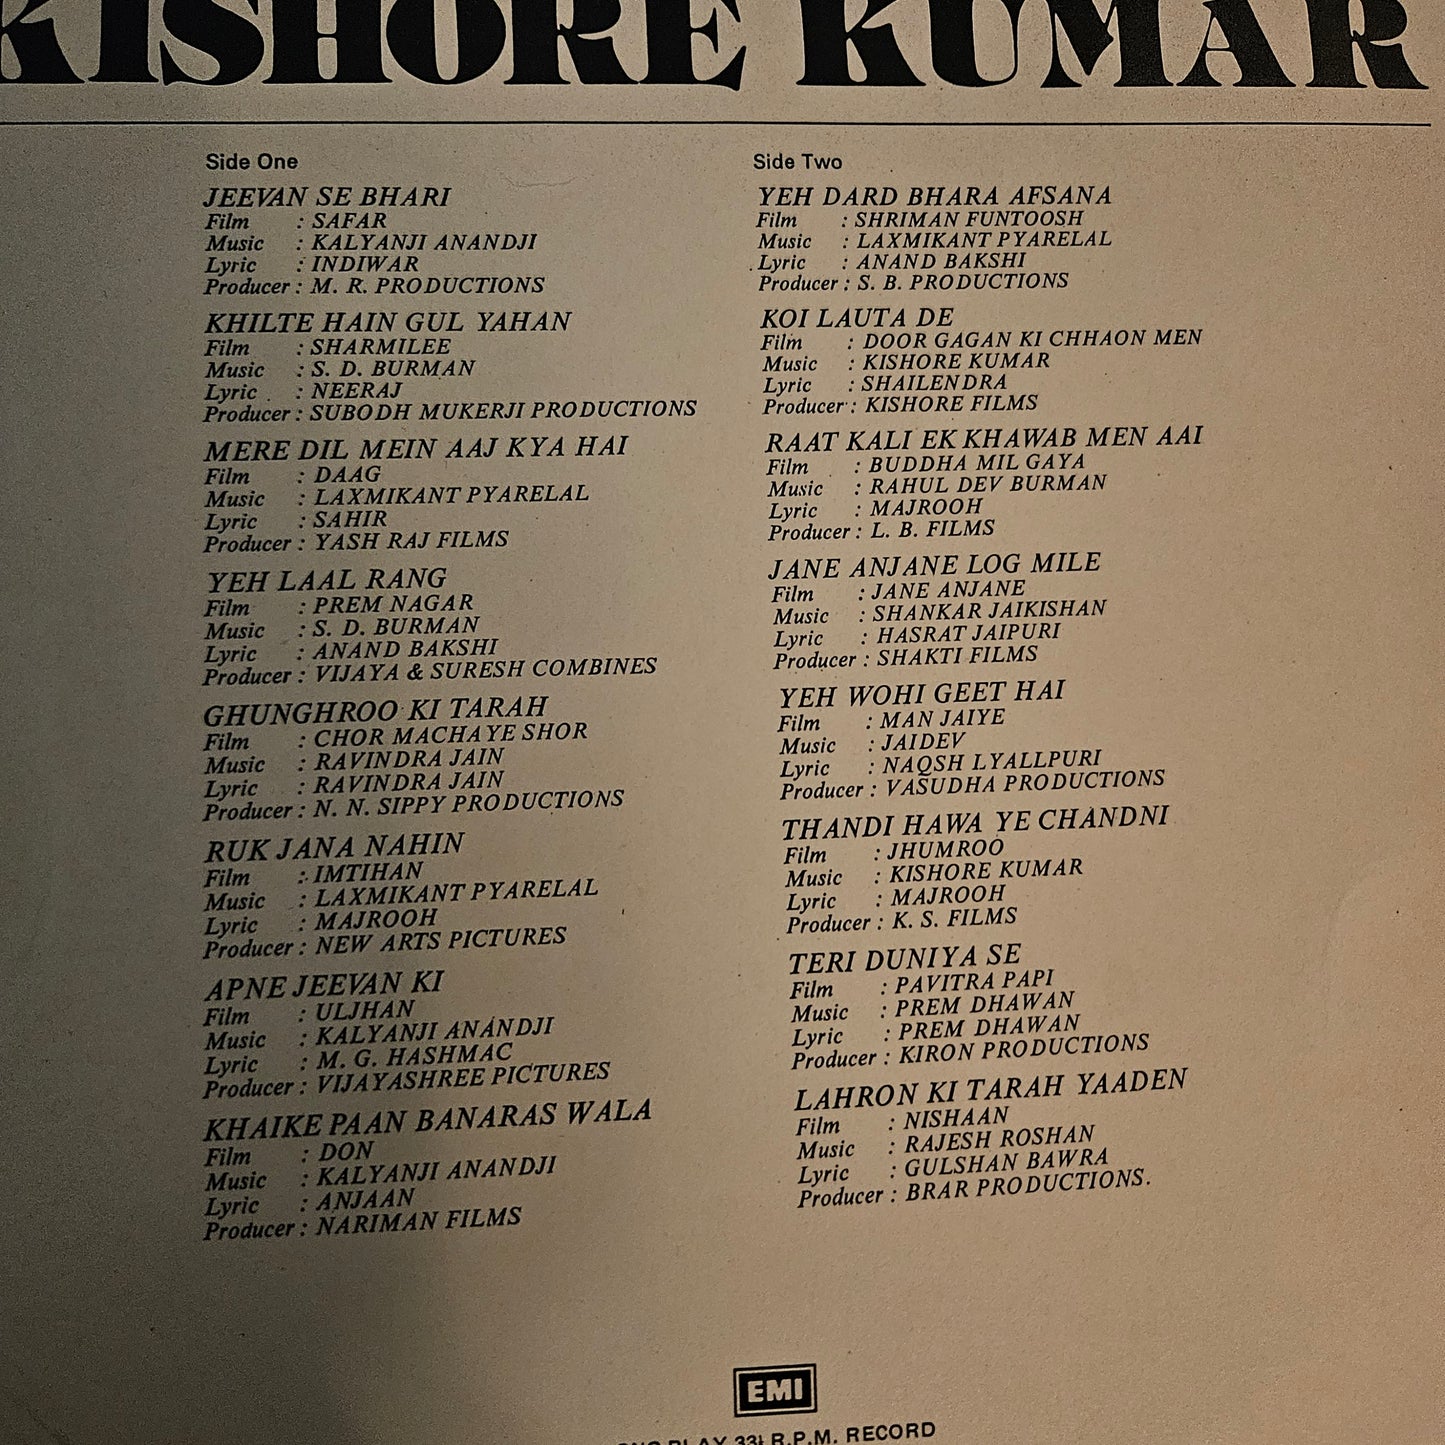 KISHORE KUMAR
Side One
JEEVAN SE BHARI
Film : SAFAR
Music : KALYANJI ANANDJI
Lyric : INDIWAR
Producer : M. R. PRODUCTIONS
KHILTE HAIN GUL YAHAN
Film : SHARMILEE
Music : S. D. BURMAN
Lyric : NEERAJ
Producer : SUBODH MUKERJI PRODUCTIONS
MERE DIL MEIN AAJ KYA HAI
Film : DAAG
Music : LAXMIKANT PYARELAL
Lyric : SAHIR
Producer : YASH RAJ FILMS
YEH LAAL RANG
Film : PREM NAGAR
Music : S. D. BURMAN
Lyric : ANAND BAKSHI
Producer : VIJAYA & SURESH COMBINES
GHUNGHROO KI TARAH
Film : CHOR MACHAYE SHOR
Music : RAVINDRA JAIN
Lyric : RAVINDRA JAIN
Producer : N. N. SIPPY PRODUCTIONS
RUK JANA NAHIN
Film : IMTIHAN
Music : LAXMIKANT PYARELAL
Lyric : MAJROOH
Producer : NEW ARTS PICTURES
APNE JEEVAN KI
Film : ULJHAN
Music : KALYANJI ANANDJI
Lyric : M. G. HASHMAC
Producer : VIJAYASHREE PICTURES
KHAIKE PAAN BANARAS WALA
Film : DON
Music : KALYANJI ANANDJI
Lyric : ANJAAN
Producer : NARIMAN FILMS
Side Two
YEH DARD BHARA AFSANA
Film : SHRIMAN FUNTOOSH
Music : LAXMIKANT PYARELAL
Lyric : ANAND BAKSHI
Producer : S. B. PRODUCTIONS
KOI LAUTA DE
Film : DOOR GAGAN KI CHHAON MEN
Music : KISHORE KUMAR
Lyric : SHAILENDRA
Producer : KISHORE FILMS
RAAT KALI EK KHAWAB MEN AAI
Film : BUDDHA MIL GAYA
Music : RAHUL DEV BURMAN
Lyric : MAJROOH
Producer : L. B. FILMS
JANE ANJANE LOG MILE
Film : JANE ANJANE
Music : SHANKAR JAIKISHAN
Lyric : HASRAT JAIPURI
Producer : SHAKTI FILMS
YEH WOHI GEET HAI
Film : MAN JAIYE
Music : JAIDEV
Lyric : NAQSH LYALLPURI
Producer : VASUDHA PRODUCTIONS
THANDI HAWA YE CHANDNI
Film : JHUMROO
Music : KISHORE KUMAR
Lyric : MAJROOH
Producer : K. S. FILMS
TERI DUNIYA SE
Film : PAVITRA PAPI
Music : PREM DHAWAN
Lyric : PREM DHAWAN
Producer : KIRON PRODUCTIONS
LAHRON KI TARAH YAADEN
Film : NISHAAN
Music : RAJESH ROSHAN
Lyric : GULSHAN BAWRA
Producer : BRAR PRODUCTIONS.
EMI
PLAY 33⅓ R.P.M. RECORD